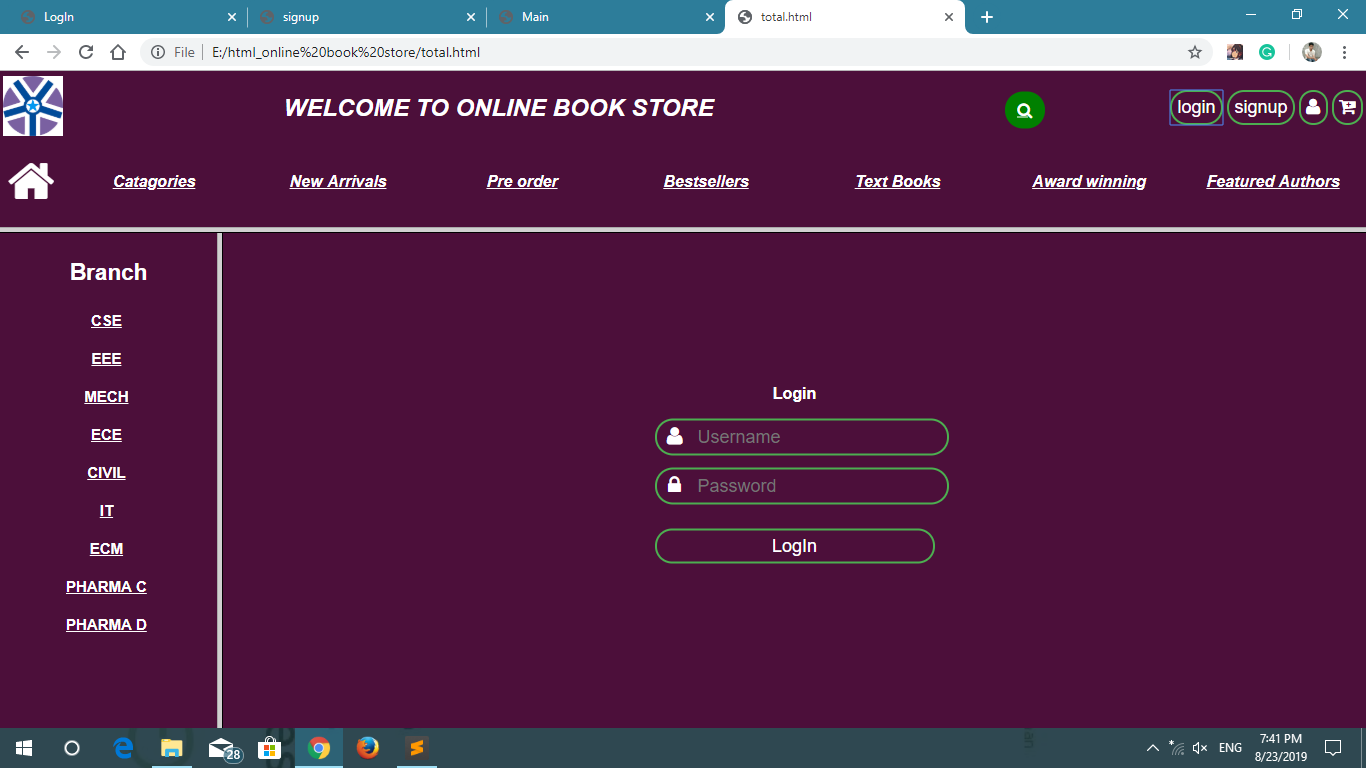 LogIn
signup
Main
total.html
File
E:/html_online%20book%20store/total.html
WELCOME TO ONLINE BOOK STORE
login
signup
Catagories
New Arrivals
Pre order
Bestsellers
Text Books
Award winning
Featured Authors
Branch
CSE
EEE
MECH
ECE
CIVIL
IT
ECM
PHARMA C
PHARMA D
Login
Username
Password
LogIn
28
ENG
7:41 PM
8/23/2019